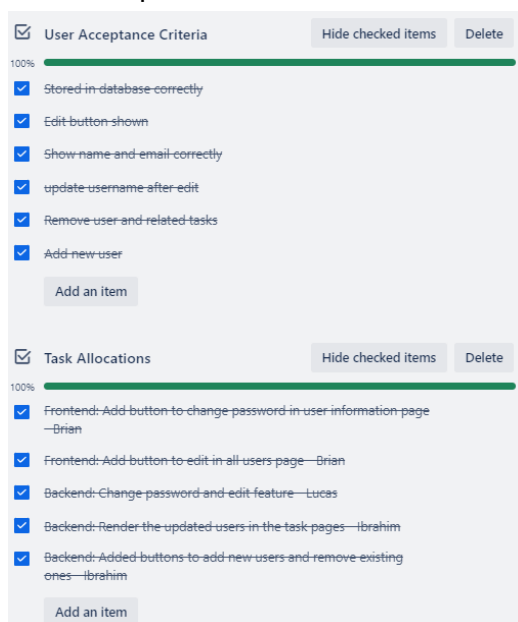 User Acceptance Criteria
Hide checked items
Delete
100%
Stored in database correctly
Edit button shown
Show name and email correctly
update username after edit
Remove user and related tasks
Add new user
Add an item
Task Allocations
Hide checked items
Delete
100%
Frontend: Add button to change password in user information page
- Brian
Frontend: Add button to edit in all users page - Brian
Backend: Change password and edit feature - Lucas
Backend: Render the updated users in the task pages - Ibrahim
Backend: Added buttons to add new users and remove existing
ones - Ibrahim
Add an item